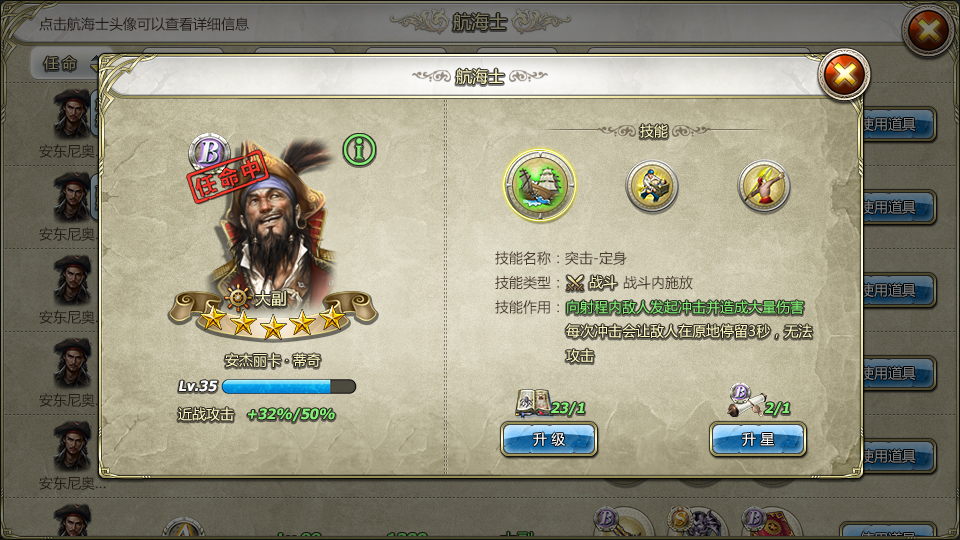 点击航海士头像可以查看详细信息
航海士
任命
航海士
B
任命中
大副
安杰丽卡·蒂奇
Lv.35
近战攻击 +32%/50%
技能
技能名称：突击-定身
技能类型：战斗 战斗内施放
技能作用：向射程内敌人发起冲击并造成大量伤害
每次冲击会让敌人在原地停留3秒，无法
攻击
23/1
B
2/1
升级
升星
安东尼奥...
使用道具
安东尼奥...
使用道具
安东尼奥...
使用道具
安东尼奥...
使用道具
安东尼奥...
使用道具
B
S
B
使用道具